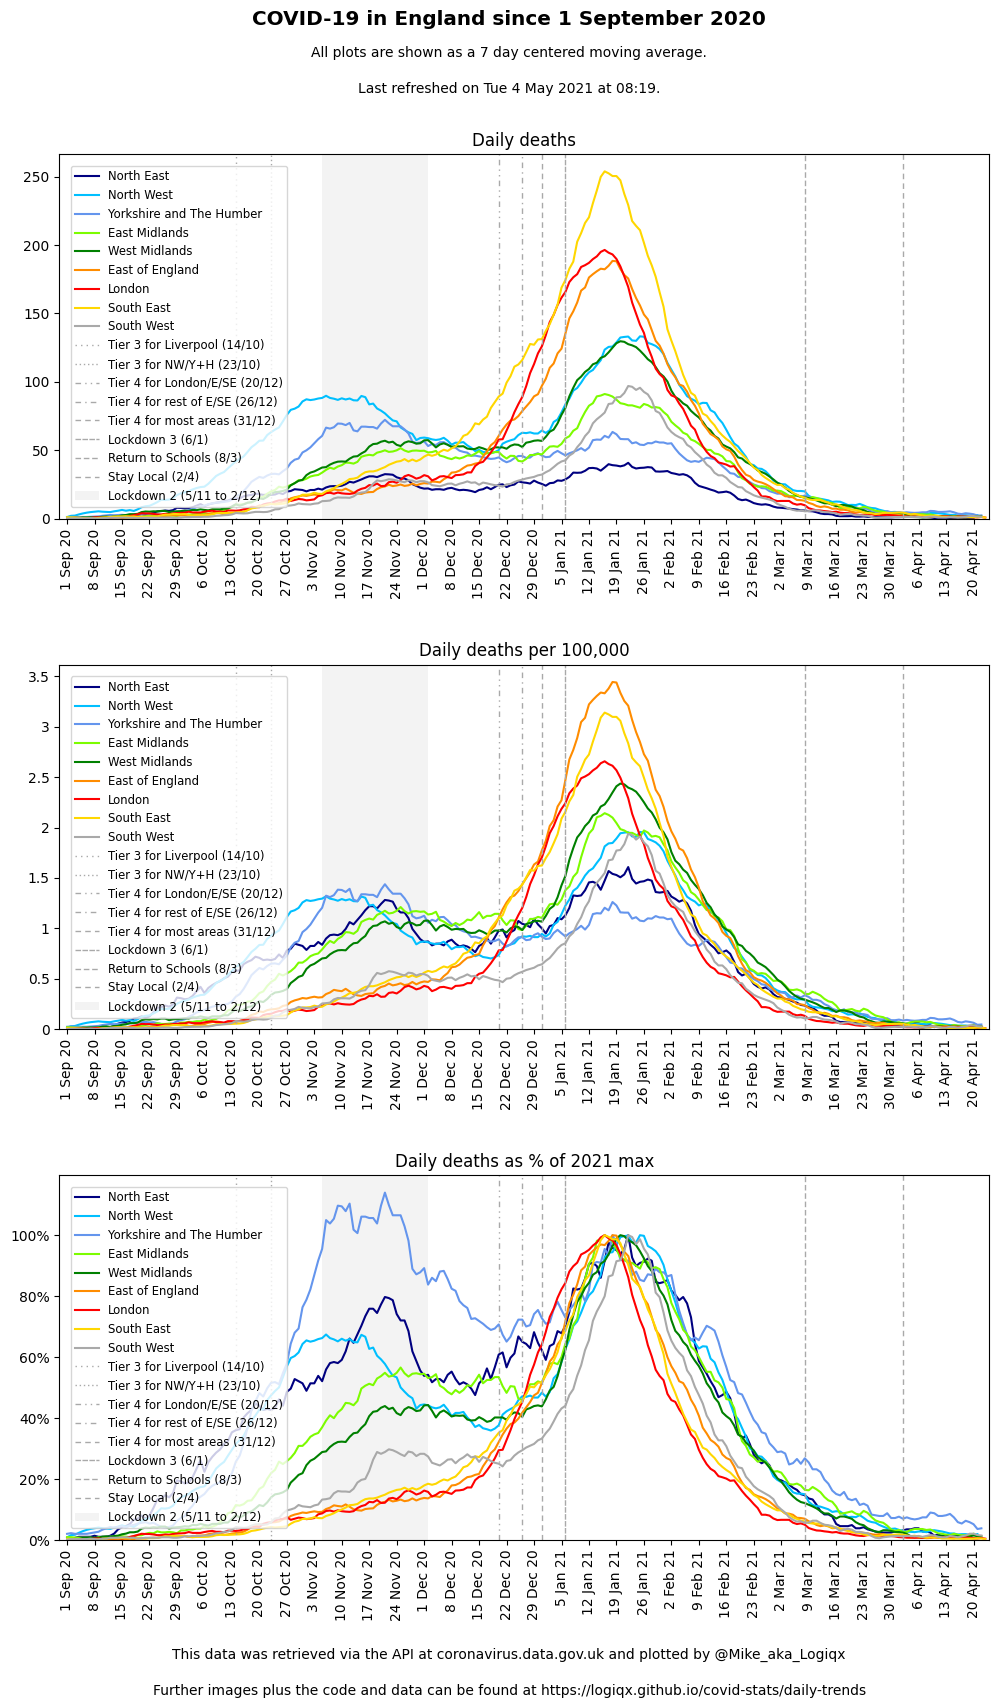 COVID-19 in England since 1 September 2020
All plots are shown as a 7 day centered moving average.
Last refreshed on Tue 4 May 2021 at 08:19.
Daily deaths
250
200
150
100
50
0
North East
North West
Yorkshire and The Humber
East Midlands
West Midlands
East of England
London
South East
South West
Tier 3 for Liverpool (14/10)
Tier 3 for NW/Y+H (23/10)
Tier 4 for London/E/SE (20/12)
Tier 4 for rest of E/SE (26/12)
Tier 4 for most areas (31/12)
Lockdown 3 (6/1)
Return to Schools (8/3)
Stay Local (2/4)
Lockdown 2 (5/11 to 2/12)
1 Sep 20
8 Sep 20
15 Sep 20
22 Sep 20
29 Sep 20
6 Oct 20
13 Oct 20
20 Oct 20
27 Oct 20
3 Nov 20
10 Nov 20
17 Nov 20
24 Nov 20
1 Dec 20
8 Dec 20
15 Dec 20
22 Dec 20
29 Dec 20
5 Jan 21
12 Jan 21
19 Jan 21
26 Jan 21
2 Feb 21
9 Feb 21
16 Feb 21
23 Feb 21
2 Mar 21
9 Mar 21
16 Mar 21
23 Mar 21
30 Mar 21
6 Apr 21
13 Apr 21
20 Apr 21
Daily deaths per 100,000
3.5
3
2.5
2
1.5
1
0.5
0
North East
North West
Yorkshire and The Humber
East Midlands
West Midlands
East of England
London
South East
South West
Tier 3 for Liverpool (14/10)
Tier 3 for NW/Y+H (23/10)
Tier 4 for London/E/SE (20/12)
Tier 4 for rest of E/SE (26/12)
Tier 4 for most areas (31/12)
Lockdown 3 (6/1)
Return to Schools (8/3)
Stay Local (2/4)
Lockdown 2 (5/11 to 2/12)
1 Sep 20
8 Sep 20
15 Sep 20
22 Sep 20
29 Sep 20
6 Oct 20
13 Oct 20
20 Oct 20
27 Oct 20
3 Nov 20
10 Nov 20
17 Nov 20
24 Nov 20
1 Dec 20
8 Dec 20
15 Dec 20
22 Dec 20
29 Dec 20
5 Jan 21
12 Jan 21
19 Jan 21
26 Jan 21
2 Feb 21
9 Feb 21
16 Feb 21
23 Feb 21
2 Mar 21
9 Mar 21
16 Mar 21
23 Mar 21
30 Mar 21
6 Apr 21
13 Apr 21
20 Apr 21
Daily deaths as % of 2021 max
100%
80%
60%
40%
20%
0%
North East
North West
Yorkshire and The Humber
East Midlands
West Midlands
East of England
London
South East
South West
Tier 3 for Liverpool (14/10)
Tier 3 for NW/Y+H (23/10)
Tier 4 for London/E/SE (20/12)
Tier 4 for rest of E/SE (26/12)
Tier 4 for most areas (31/12)
Lockdown 3 (6/1)
Return to Schools (8/3)
Stay Local (2/4)
Lockdown 2 (5/11 to 2/12)
1 Sep 20
8 Sep 20
15 Sep 20
22 Sep 20
29 Sep 20
6 Oct 20
13 Oct 20
20 Oct 20
27 Oct 20
3 Nov 20
10 Nov 20
17 Nov 20
24 Nov 20
1 Dec 20
8 Dec 20
15 Dec 20
22 Dec 20
29 Dec 20
5 Jan 21
12 Jan 21
19 Jan 21
26 Jan 21
2 Feb 21
9 Feb 21
16 Feb 21
23 Feb 21
2 Mar 21
9 Mar 21
16 Mar 21
23 Mar 21
30 Mar 21
6 Apr 21
13 Apr 21
20 Apr 21
This data was retrieved via the API at coronavirus.data.gov.uk and plotted by @Mike_aka_Logiqx
Further images plus the code and data can be found at https://logiqx.github.io/covid-stats/daily-trends